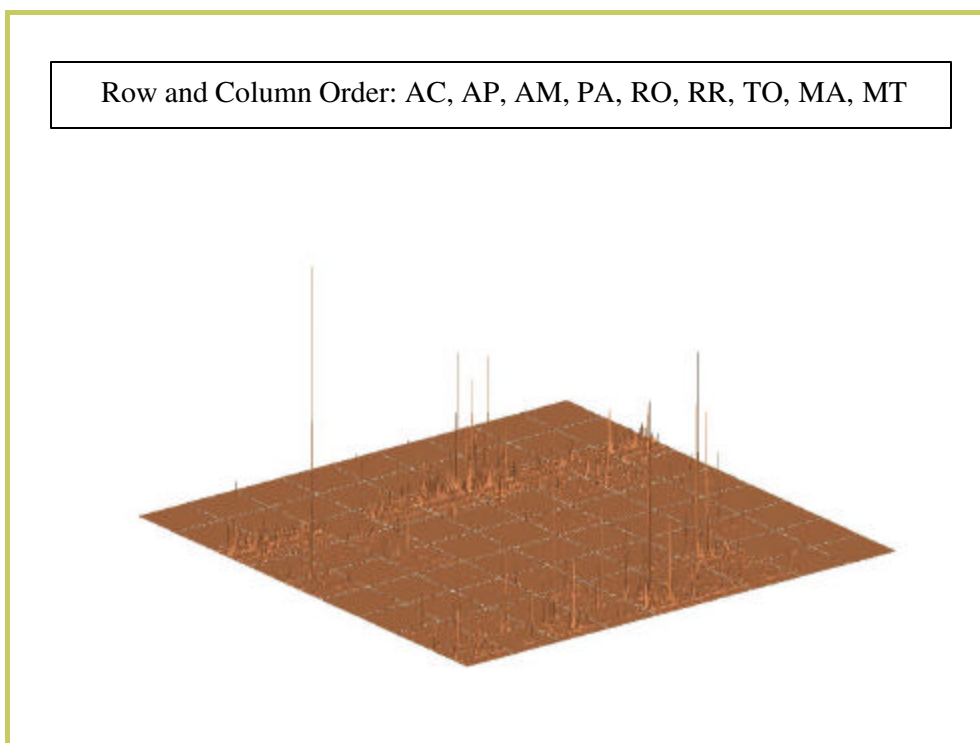 Row and Column Order: AC, AP, AM, PA, RO, RR, TO, MA, MT